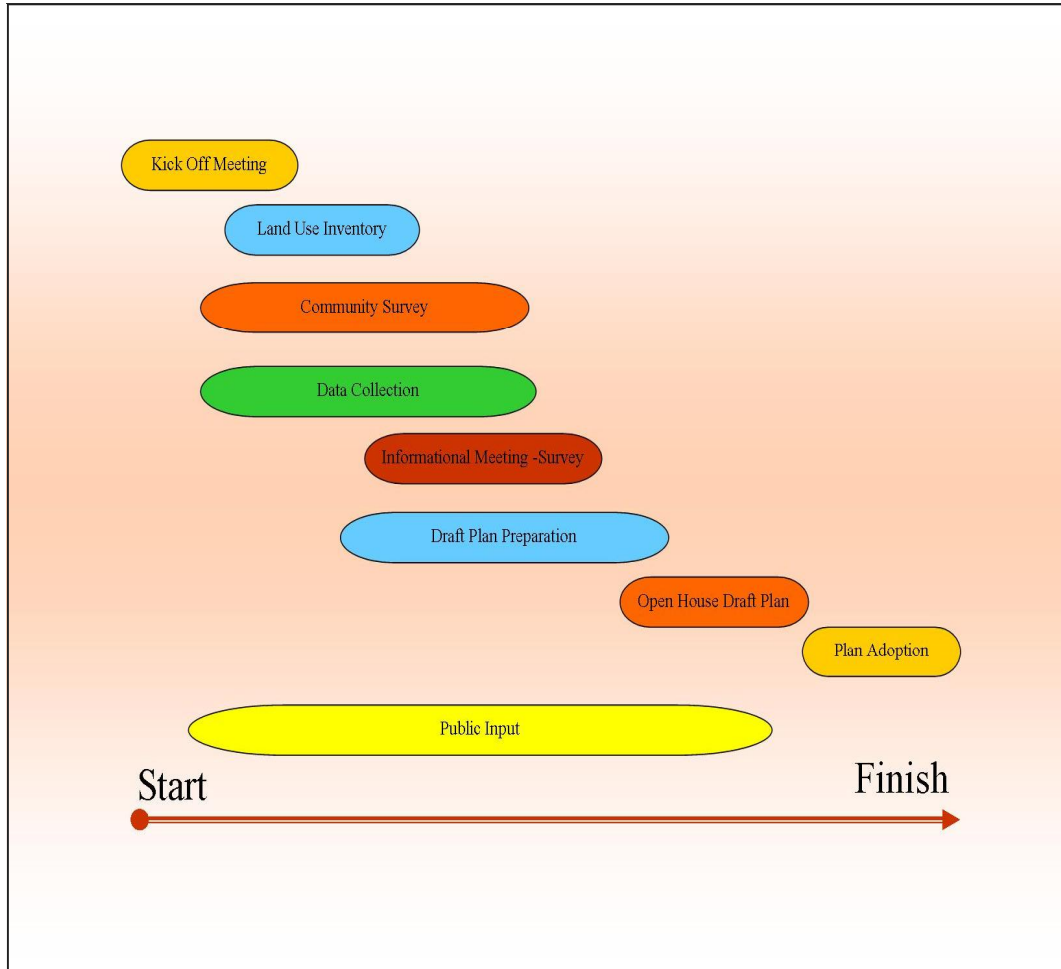 Kick Off Meeting
Land Use Inventory
Community Survey
Data Collection
Informational Meeting -Survey
Draft Plan Preparation
Open House Draft Plan
Plan Adoption
Public Input
Start
Finish